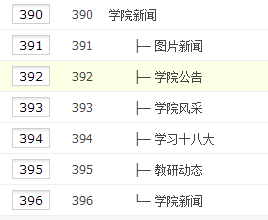 390 390 学院新闻
391 391 ├─ 图片新闻
392 392 ├─ 学院公告
393 393 ├─ 学院风采
394 394 ├─ 学习十八大
395 395 ├─ 教研动态
396 396 └─ 学院新闻